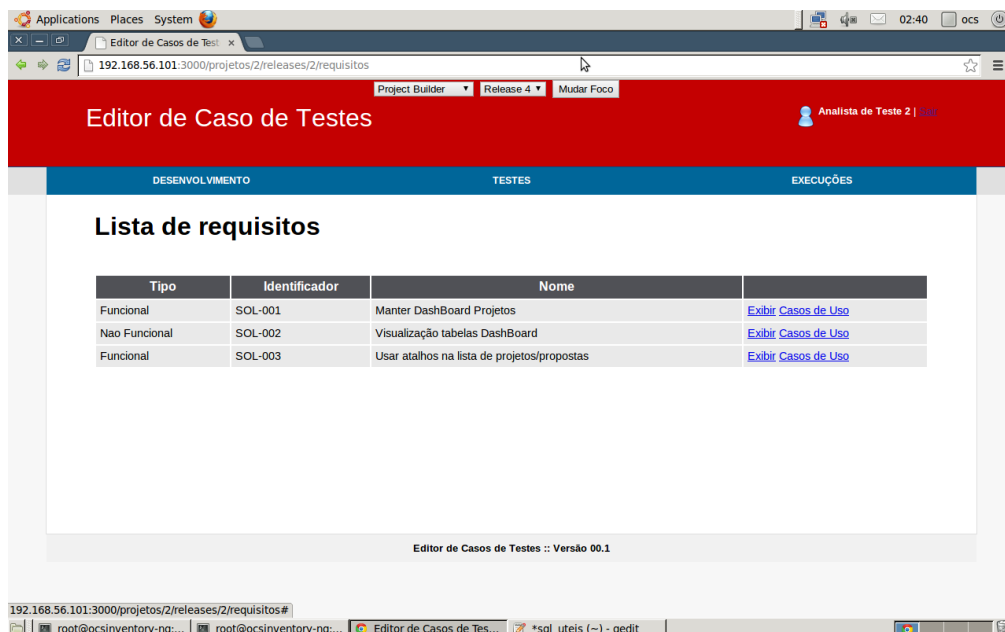 Applications Places System 02:40 ocs
Editor de Casos de Test x
192.168.56.101:3000/projetos/2/releases/2/requisitos
Project Builder Release 4 Mudar Foco
Editor de Caso de Testes
Analista de Teste 2 |
DESENVOLVIMENTO TESTES EXECUÇÕES
Lista de requisitos
Tipo Identificador Nome
Funcional SOL-001 Manter DashBoard Projetos Exibir Casos de Uso
Nao Funcional SOL-002 Visualização tabelas DashBoard Exibir Casos de Uso
Funcional SOL-003 Usar atalhos na lista de projetos/propostas Exibir Casos de Uso
Editor de Casos de Testes :: Versão 00.1
192.168.56.101:3000/projetos/2/releases/2/requisitos#
root@ocsinventory-ng:... root@ocsinventory-ng:... Editor de Casos de Tes... *sql_uteis (~) - gedit